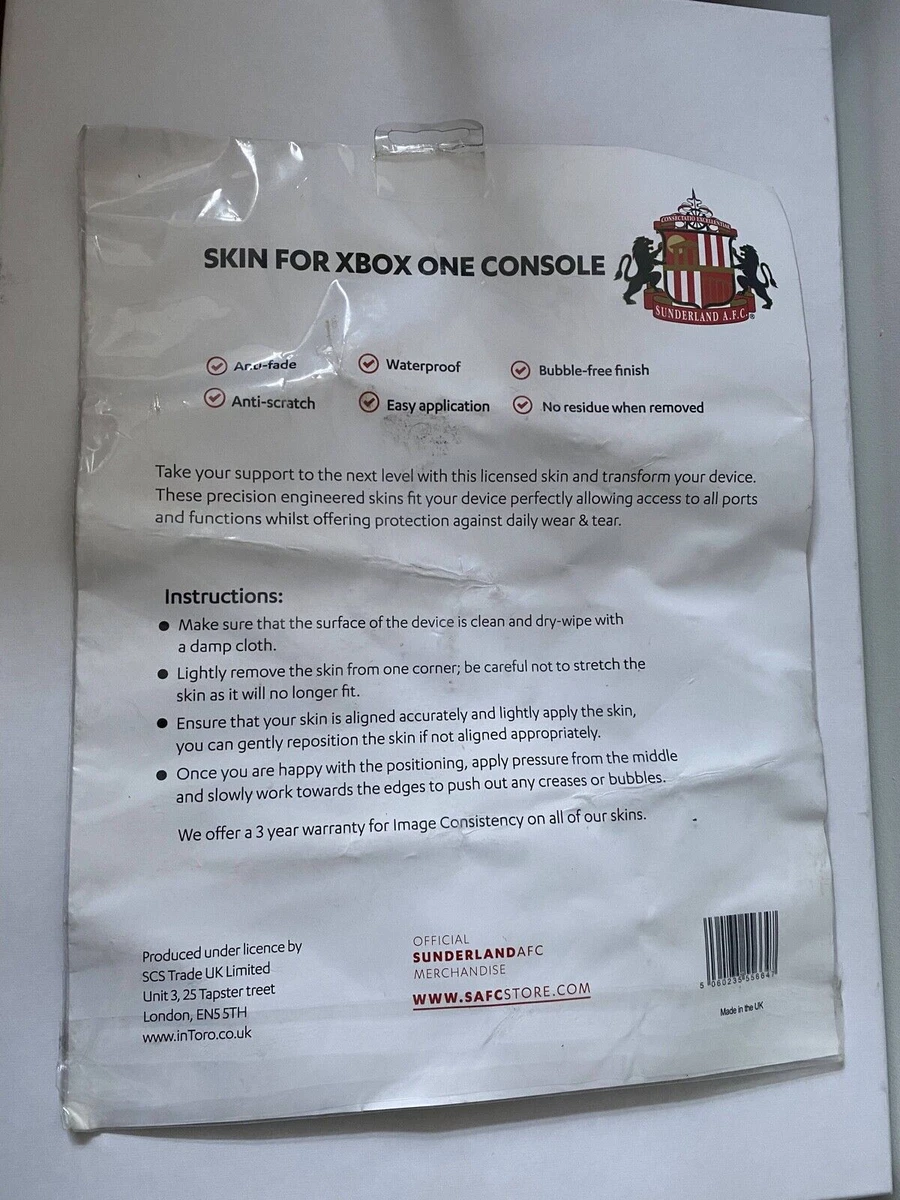 CONSECTATIO EXCELLENTIAE
SKIN FOR XBOX ONE CONSOLE
SUNDERLAND A.F.C.
Anti-fade
Waterproof
Bubble-free finish
Anti-scratch
Easy application
No residue when removed
Take your support to the next level with this licensed skin and transform your device.
These precision engineered skins fit your device perfectly allowing access to all ports
and functions whilst offering protection against daily wear & tear.
Instructions:
● Make sure that the surface of the device is clean and dry-wipe with
a damp cloth.
● Lightly remove the skin from one corner; be careful not to stretch the
skin as it will no longer fit.
● Ensure that your skin is aligned accurately and lightly apply the skin,
you can gently reposition the skin if not aligned appropriately.
● Once you are happy with the positioning, apply pressure from the middle
and slowly work towards the edges to push out any creases or bubbles.
We offer a 3 year warranty for Image Consistency on all of our skins.
Produced under licence by
SCS Trade UK Limited
Unit 3, 25 Tapster treet
London, EN5 5TH
www.inToro.co.uk
OFFICIAL
SUNDERLANDAFC
MERCHANDISE
WWW.SAFCSTORE.COM
Made in the UK